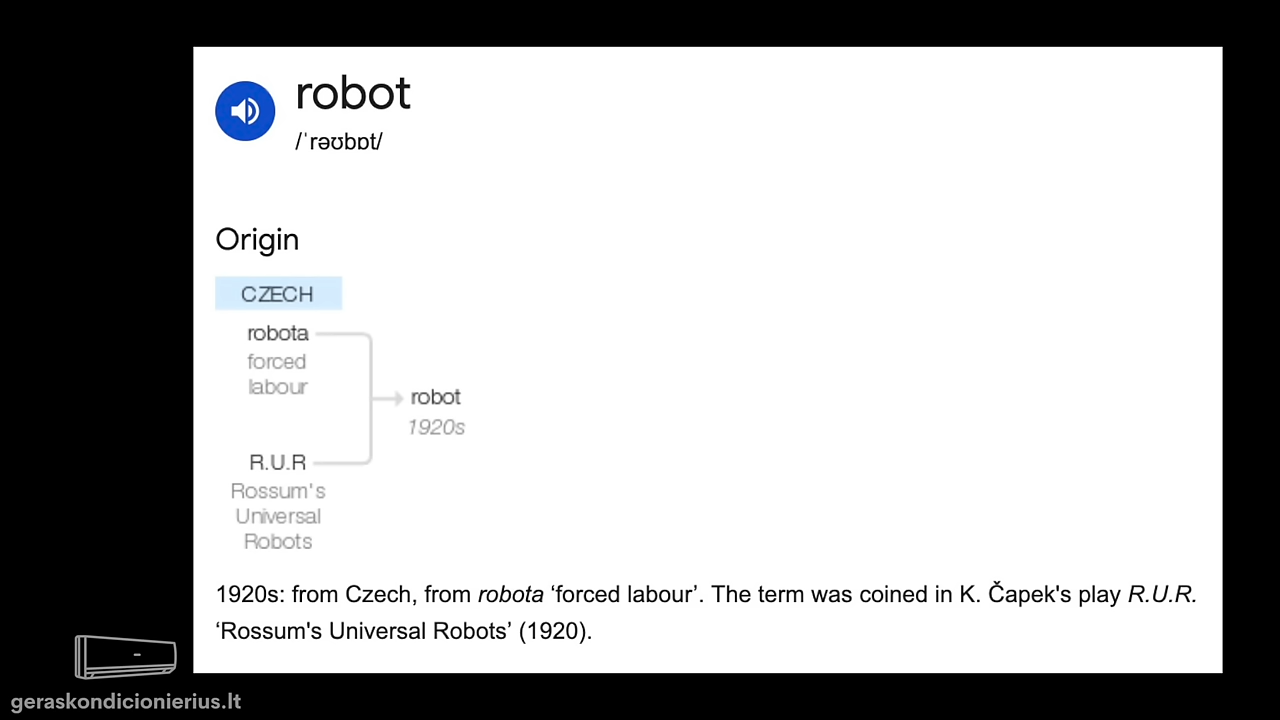 robot
/ˈrəʊbɒt/
Origin
CZECH
robota
forced
labour
robot
1920s
R.U.R
Rossum's
Universal
Robots
1920s: from Czech, from robota ‘forced labour’. The term was coined in K. Čapek's play R.U.R.
‘Rossum's Universal Robots’ (1920).
geraskondicionierius.lt